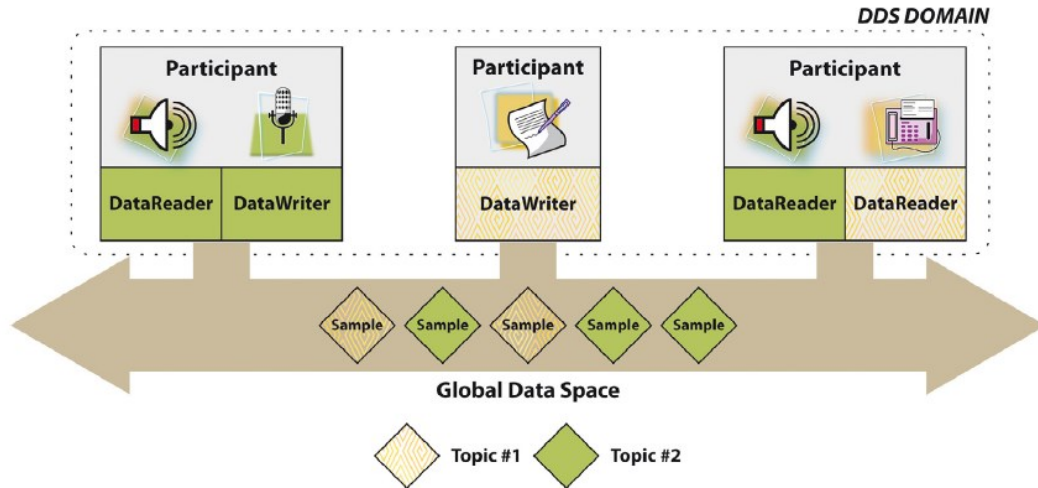 DDS DOMAIN
Participant
Participant
Participant
DataReader
DataWriter
DataWriter
DataReader
DataReader
Sample
Sample
Sample
Sample
Sample
Global Data Space
Topic #1
Topic #2